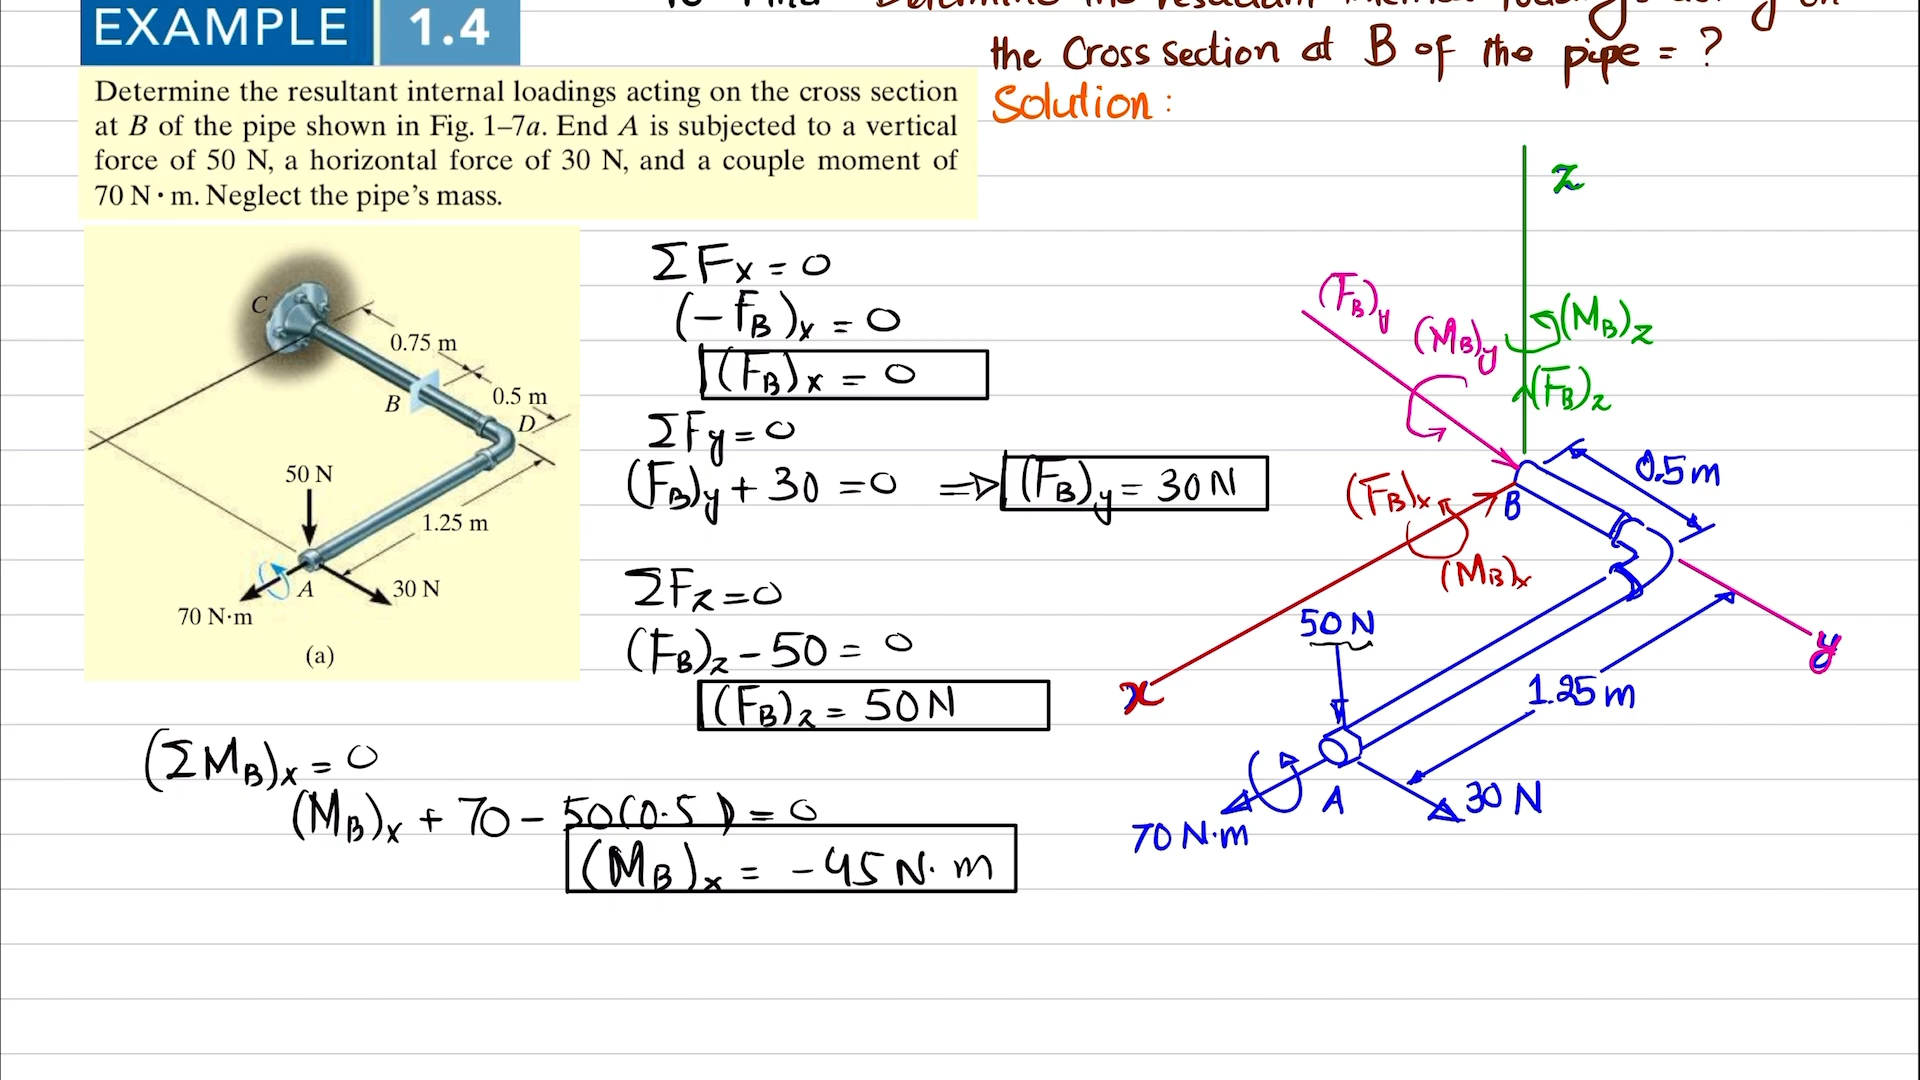 EXAMPLE 1.4
the Cross section at B of the pipe = ?
Solution :
Determine the resultant internal loadings acting on the cross section
at B of the pipe shown in Fig. 1–7a. End A is subjected to a vertical
force of 50 N, a horizontal force of 30 N, and a couple moment of
70 N·m. Neglect the pipe's mass.
C
0.75 m
B
0.5 m
D
50 N
1.25 m
A
30 N
70 N·m
(a)
ΣFx = 0
(-FB)x = 0
(FB)x = 0
ΣFy = 0
(FB)y + 30 = 0 ⇒ (FB)y = 30 N
ΣFz = 0
(FB)z - 50 = 0
(FB)z = 50 N
(ΣMB)x = 0
(MB)x + 70 - 50(0.5) = 0
(MB)x = -45 N·m
z
(FB)y
(MB)y
(MB)z
(FB)z
(FB)x
B
0.5 m
(MB)x
50 N
y
x
1.25 m
A
30 N
70 N·m